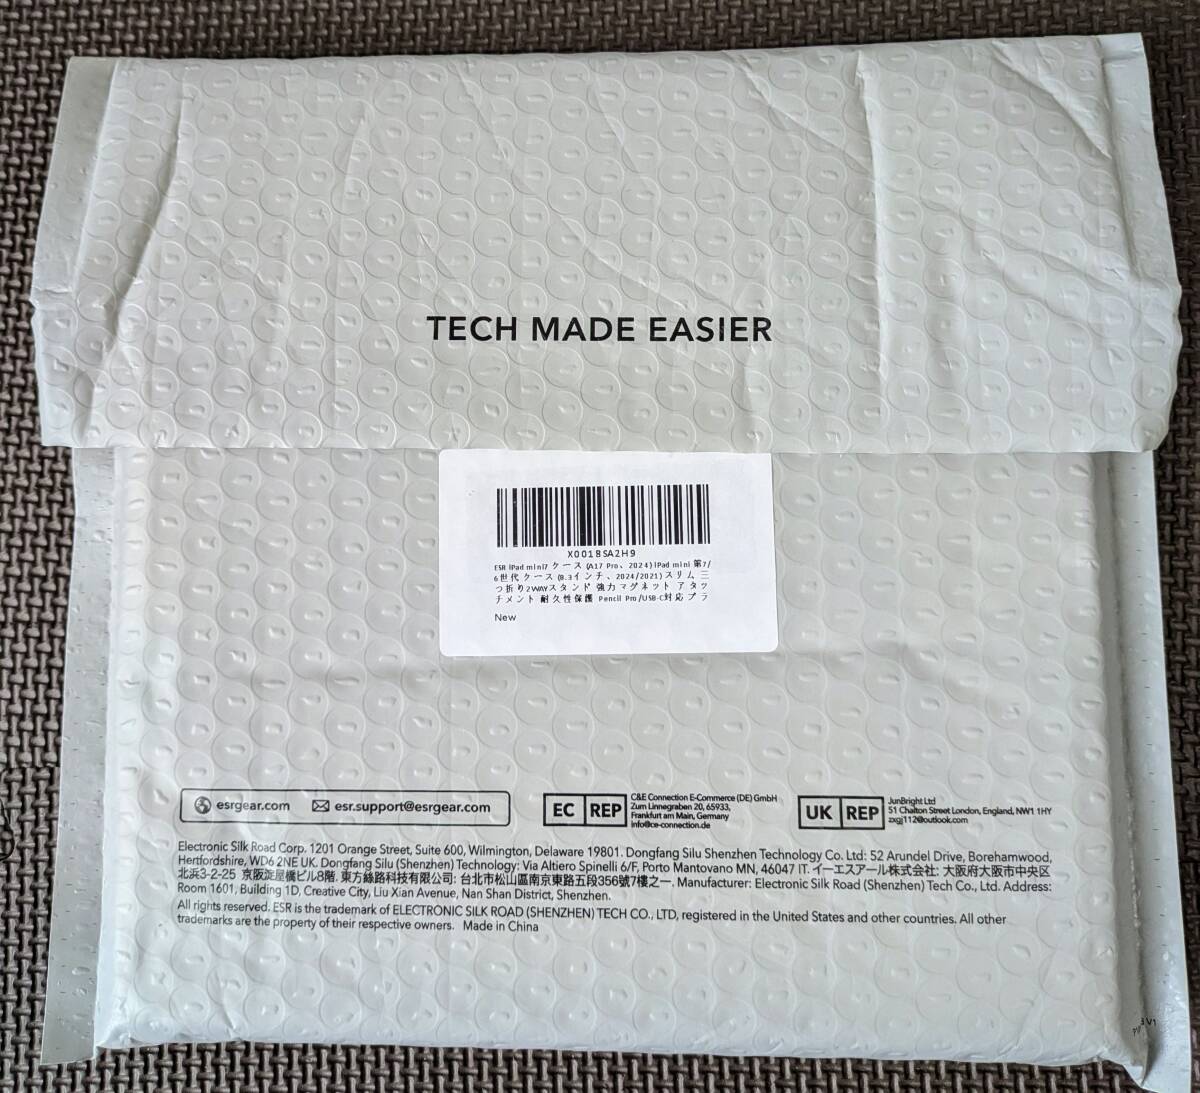 TECH MADE EASIER
X001BSA2H9
ESR iPad mini7 ケース (A17 Pro、2024) iPad mini 第7/
6世代 ケース (8.3インチ、2024/2021) スリム 三
つ折り2WAYスタンド 強力マグネット アタッ
チメント 耐久性保護 Pencil Pro/USB-C対応 ブラ
New
esrgear.com
esr.support@esrgear.com
EC REP
C&E Connection E-Commerce (DE) GmbH
Zum Linnegraben 20, 65933,
Frankfurt am Main, Germany
info@ce-connection.de
UK REP
JunBright Ltd
51 Chalton Street London, England, NW1 1HY
zxgj112@outlook.com
Electronic Silk Road Corp. 1201 Orange Street, Suite 600, Wilmington, Delaware 19801. Dongfang Silu Shenzhen Technology Co. Ltd: 52 Arundel Drive, Borehamwood,
Hertfordshire, WD6 2NE UK. Dongfang Silu (Shenzhen) Technology: Via Altiero Spinelli 6/F, Porto Mantovano MN, 46047 IT. イーエスアール株式会社: 大阪府大阪市中央区
北浜3-2-25 京阪淀屋橋ビル8階. 東方絲路科技有限公司: 台北市松山區南京東路五段356號7樓之一. Manufacturer: Electronic Silk Road (Shenzhen) Tech Co., Ltd. Address:
Room 1601, Building 1D, Creative City, Liu Xian Avenue, Nan Shan District, Shenzhen.
All rights reserved. ESR is the trademark of ELECTRONIC SILK ROAD (SHENZHEN) TECH CO., LTD, registered in the United States and other countries. All other
trademarks are the property of their respective owners. Made in China